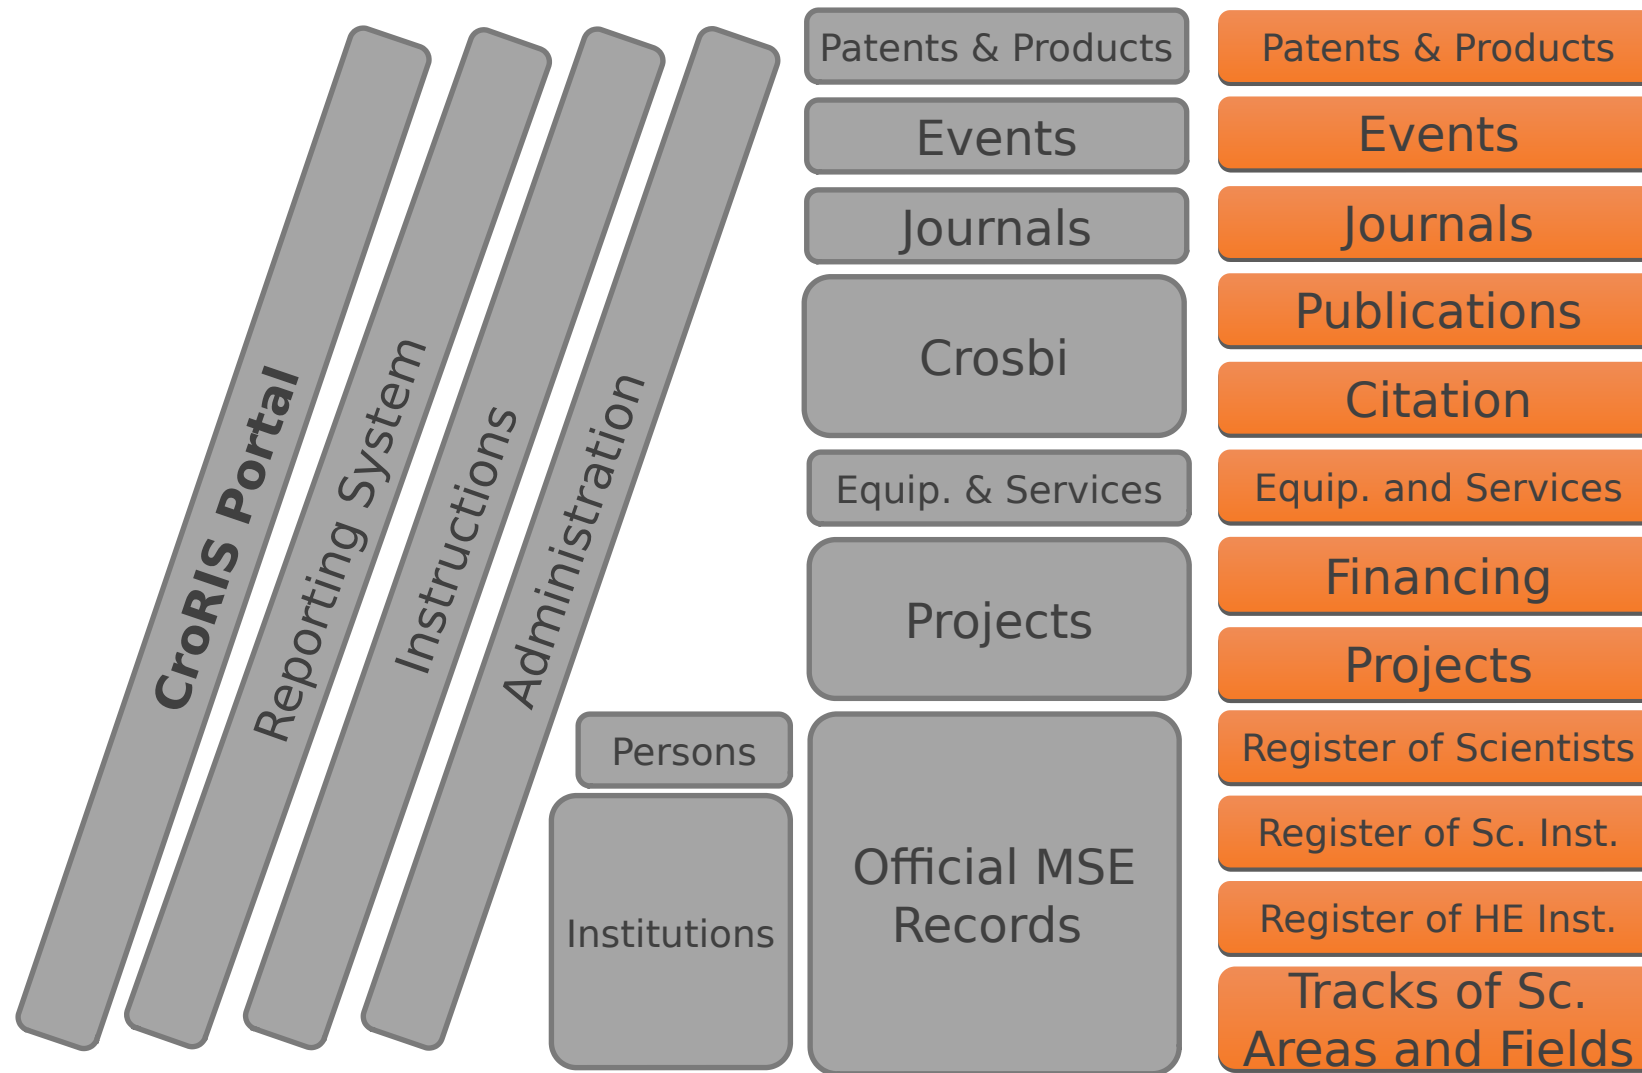 CroRIS Portal
Reporting System
Instructions
Administration
Persons
Institutions
Patents & Products
Events
Journals
Crosbi
Equip. & Services
Projects
Official MSE
Records
Patents & Products
Events
Journals
Publications
Citation
Equip. and Services
Financing
Projects
Register of Scientists
Register of Sc. Inst.
Register of HE Inst.
Tracks of Sc.
Areas and Fields